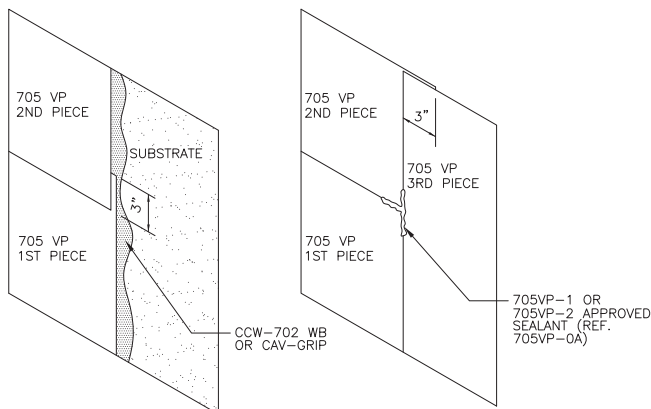 705 VP
2ND PIECE
SUBSTRATE
3"
705 VP
1ST PIECE
CCW-702 WB
OR CAV-GRIP
705 VP
2ND PIECE
3"
705 VP
3RD PIECE
705 VP
1ST PIECE
705VP-1 OR
705VP-2 APPROVED
SEALANT (REF.
705VP-0A)